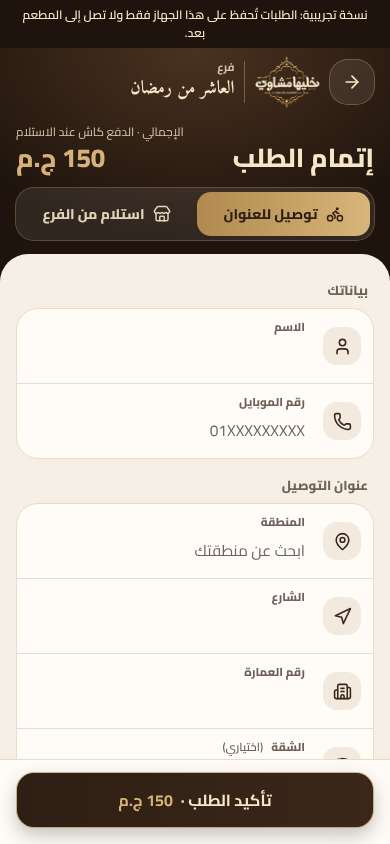 نسخة تجريبية: الطلبات تُحفظ على هذا الجهاز فقط ولا تصل إلى المطعم
بعد.
خليها مشاوي
فرع
العاشر من رمضان
الإجمالي · الدفع كاش عند الاستلام
إتمام الطلب
150 ج.م
توصيل للعنوان
استلام من الفرع
بياناتك
الاسم
رقم الموبايل
01XXXXXXXXX
عنوان التوصيل
المنطقة
ابحث عن منطقتك
الشارع
رقم العمارة
الشقة (اختياري)
تأكيد الطلب · 150 ج.م